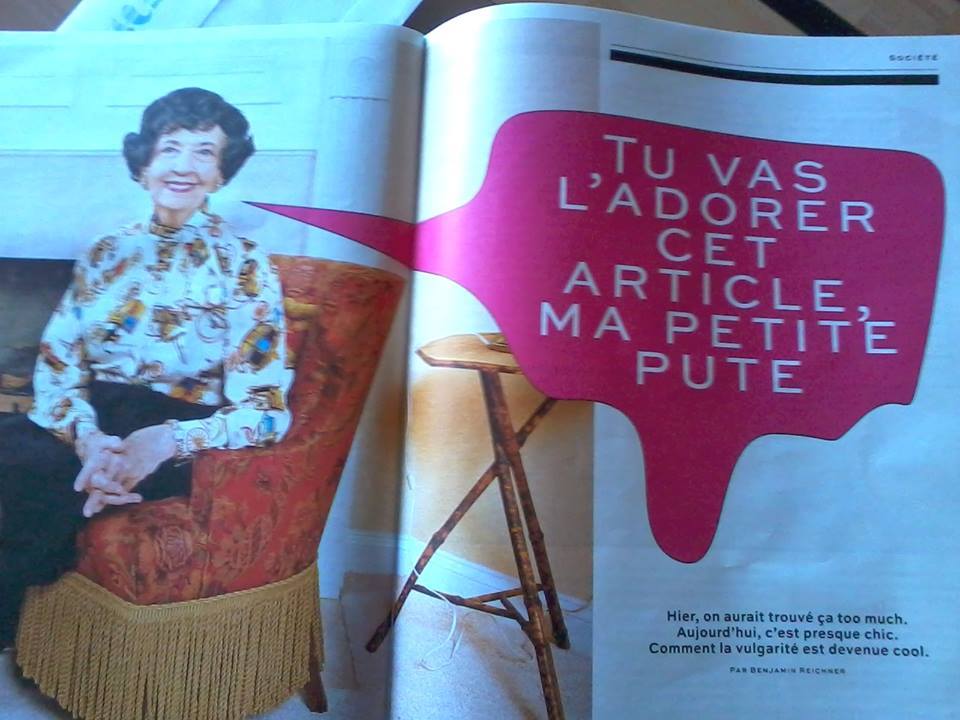 SOCIÉTÉ
TU VAS
L'ADORER
CET
ARTICLE,
MA PETITE
PUTE
Hier, on aurait trouvé ça too much.
Aujourd'hui, c'est presque chic.
Comment la vulgarité est devenue cool.
PAR BENJAMIN REICHNER